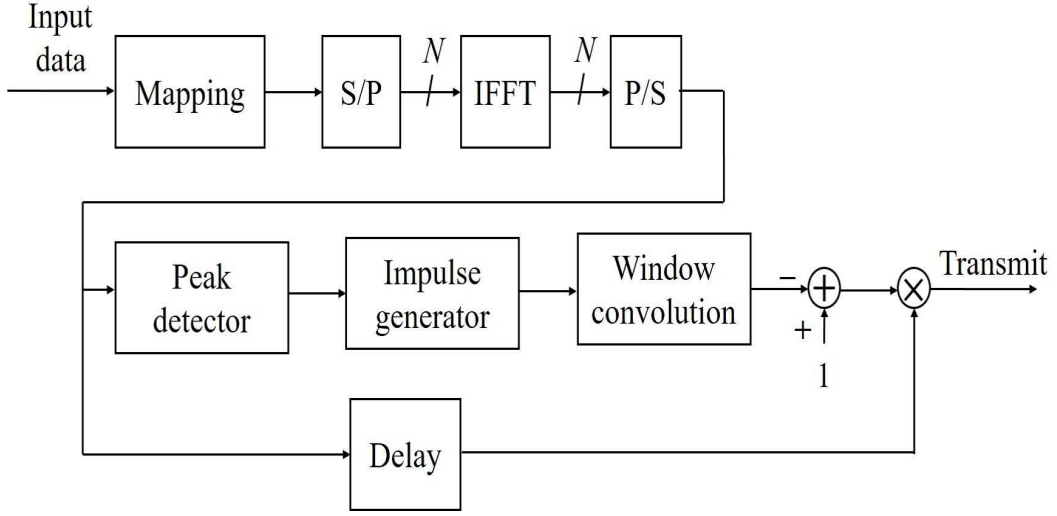 Input
data
Mapping
S/P
N
IFFT
N
P/S
Peak
detector
Impulse
generator
Window
convolution
−
+
+
1
×
Transmit
Delay